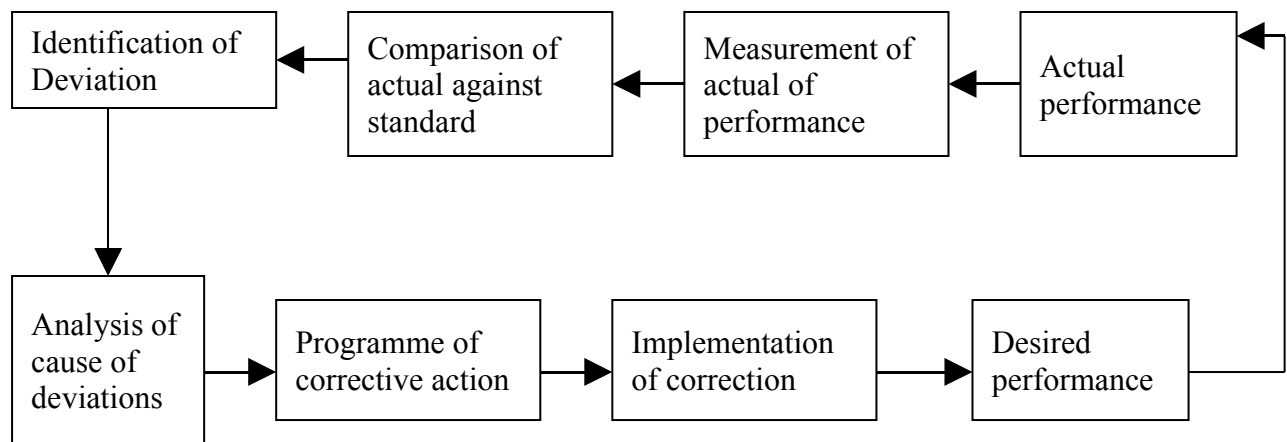 Identification of
Deviation
Comparison of
actual against
standard
Measurement of
actual of
performance
Actual
performance
Analysis of
cause of
deviations
Programme of
corrective action
Implementation
of correction
Desired
performance